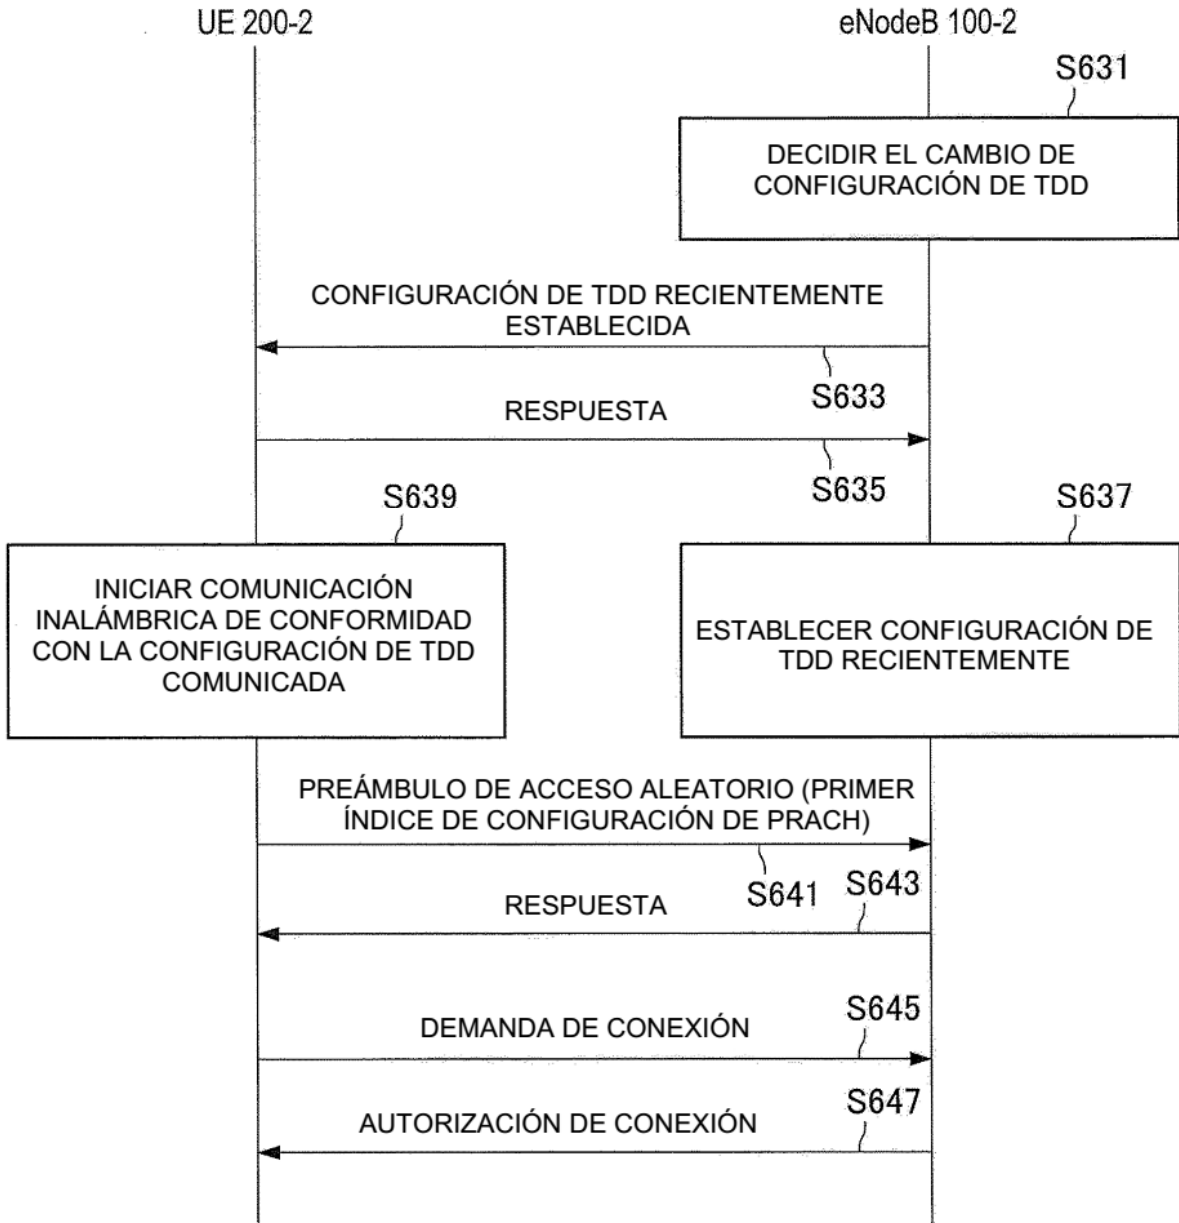 UE 200-2
eNodeB 100-2
S631
DECIDIR EL CAMBIO DE
CONFIGURACIÓN DE TDD
CONFIGURACIÓN DE TDD RECIENTEMENTE
ESTABLECIDA
S633
RESPUESTA
S635
S639
S637
INICIAR COMUNICACIÓN
INALÁMBRICA DE CONFORMIDAD
CON LA CONFIGURACIÓN DE TDD
COMUNICADA
ESTABLECER CONFIGURACIÓN DE
TDD RECIENTEMENTE
PREÁMBULO DE ACCESO ALEATORIO (PRIMER
ÍNDICE DE CONFIGURACIÓN DE PRACH)
S641
S643
RESPUESTA
S645
DEMANDA DE CONEXIÓN
S647
AUTORIZACIÓN DE CONEXIÓN